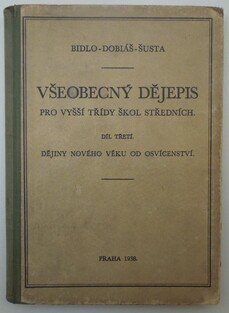 BIDLO-DOBIÁŠ-ŠUSTA
VŠEOBECNÝ DĚJEPIS
PRO VYŠŠÍ TŘÍDY ŠKOL STŘEDNÍCH.
DÍL TŘETÍ.
DĚJINY NOVÉHO VĚKU OD OSVÍCENSTVÍ.
PRAHA 1938.